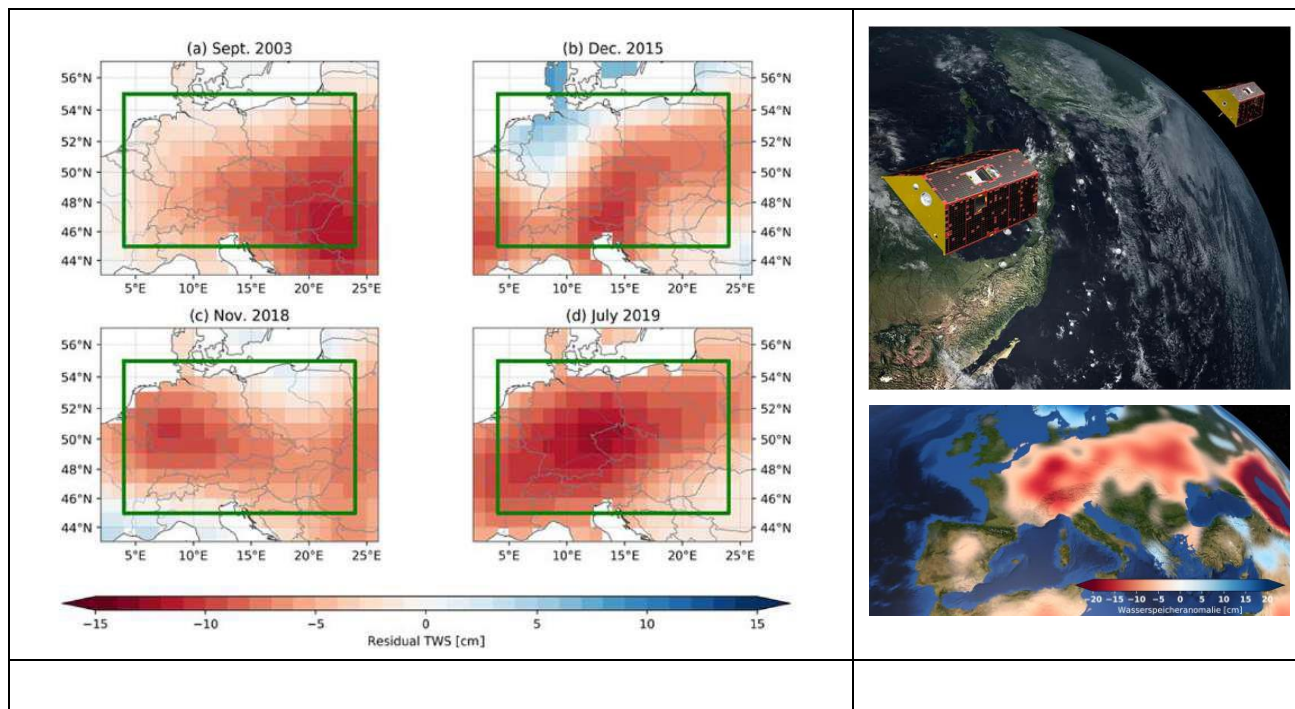 (a) Sept. 2003
(b) Dec. 2015
56°N
54°N
52°N
50°N
48°N
46°N
44°N
56°N
54°N
52°N
50°N
48°N
46°N
44°N
5°E 10°E 15°E 20°E 25°E
5°E 10°E 15°E 20°E 25°E
(c) Nov. 2018
(d) July 2019
56°N
54°N
52°N
50°N
48°N
46°N
44°N
56°N
54°N
52°N
50°N
48°N
46°N
44°N
5°E 10°E 15°E 20°E 25°E
5°E 10°E 15°E 20°E 25°E
−15 −10 −5 0 5 10 15
Residual TWS [cm]
−20 −15 −10 −5 0 5 10 15 20
Wasserspeicheranomalie [cm]